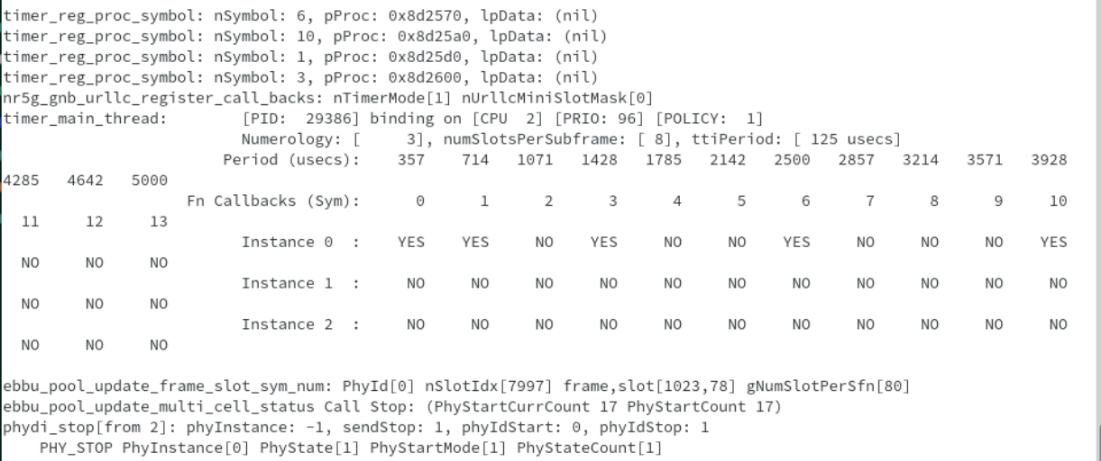 timer_reg_proc_symbol: nSymbol: 6, pProc: 0x8d2570, lpData: (nil)
timer_reg_proc_symbol: nSymbol: 10, pProc: 0x8d25a0, lpData: (nil)
timer_reg_proc_symbol: nSymbol: 1, pProc: 0x8d25d0, lpData: (nil)
timer_reg_proc_symbol: nSymbol: 3, pProc: 0x8d2600, lpData: (nil)
nr5g_gnb_urllc_register_call_backs: nTimerMode[1] nUrllcMiniSlotMask[0]
timer_main_thread:       [PID:  29386] binding on [CPU  2] [PRIO: 96] [POLICY:  1]
                         Numerology: [     3], numSlotsPerSubframe: [ 8], ttiPeriod: [ 125 usecs]
                       Period (usecs):   357    714   1071   1428   1785   2142   2500   2857   3214   3571   3928
4285   4642   5000
                   Fn Callbacks (Sym):     0      1      2      3      4      5      6      7      8      9     10
  11     12     13
                         Instance 0  :   YES    YES     NO    YES     NO     NO    YES     NO     NO     NO    YES
  NO     NO     NO
                         Instance 1  :    NO     NO     NO     NO     NO     NO     NO     NO     NO     NO     NO
  NO     NO     NO
                         Instance 2  :    NO     NO     NO     NO     NO     NO     NO     NO     NO     NO     NO
  NO     NO     NO
ebbu_pool_update_frame_slot_sym_num: PhyId[0] nSlotIdx[7997] frame,slot[1023,78] gNumSlotPerSfn[80]
ebbu_pool_update_multi_cell_status Call Stop: (PhyStartCurrCount 17 PhyStartCount 17)
phydi_stop[from 2]: phyInstance: -1, sendStop: 1, phyIdStart: 0, phyIdStop: 1
    PHY_STOP PhyInstance[0] PhyState[1] PhyStartMode[1] PhyStateCount[1]